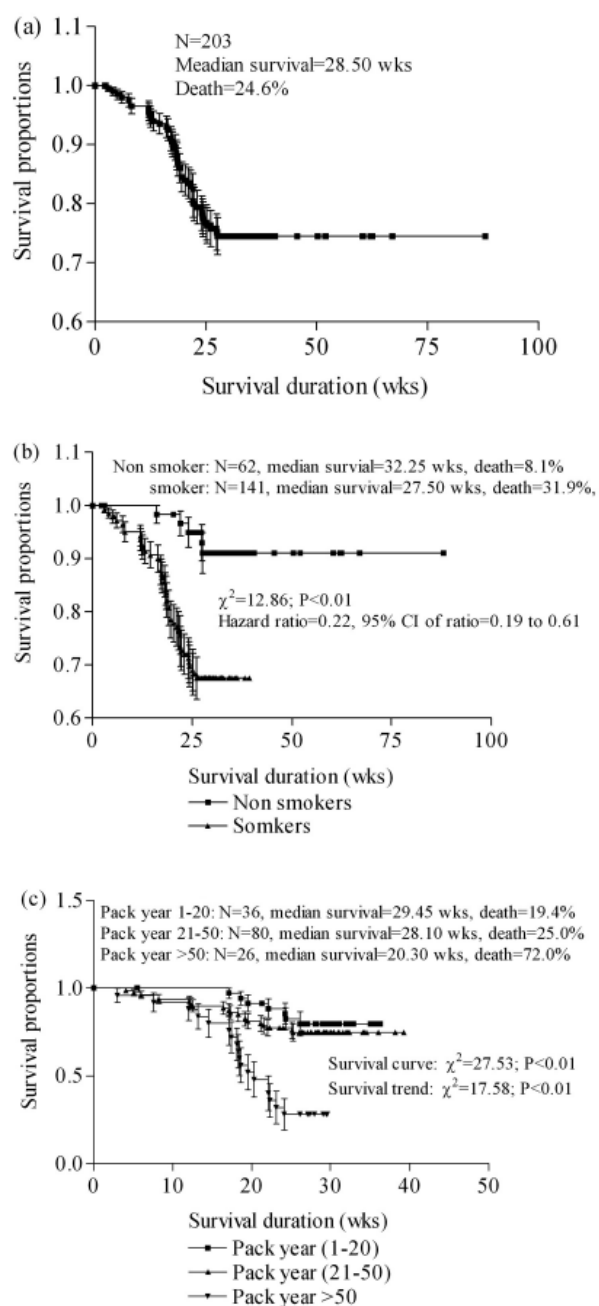 (a)
1.1
1.0
0.9
0.8
0.7
0.6
Survival proportions
N=203
Meadian survival=28.50 wks
Death=24.6%
0 25 50 75 100
Survival duration (wks)
(b)
1.1
1.0
0.9
0.8
0.7
0.6
Survival proportions
Non smoker: N=62, median survial=32.25 wks, death=8.1%
smoker: N=141, median survival=27.50 wks, death=31.9%,
χ²=12.86; P<0.01
Hazard ratio=0.22, 95% CI of ratio=0.19 to 0.61
0 25 50 75 100
Survival duration (wks)
Non smokers
Somkers
(c)
1.5
1.0
0.5
0.0
Survival proportions
Pack year 1-20: N=36, median survival=29.45 wks, death=19.4%
Pack year 21-50: N=80, median survival=28.10 wks, death=25.0%
Pack year >50: N=26, median survival=20.30 wks, death=72.0%
Survival curve: χ²=27.53; P<0.01
Survival trend: χ²=17.58; P<0.01
0 10 20 30 40 50
Survival duration (wks)
Pack year (1-20)
Pack year (21-50)
Pack year >50